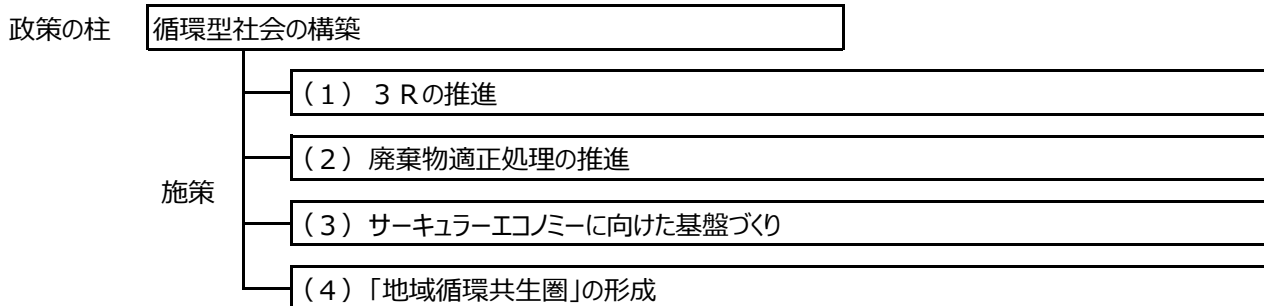 政策の柱
循環型社会の構築
（１）３Rの推進
（２）廃棄物適正処理の推進
施策
（３）サーキュラーエコノミーに向けた基盤づくり
（４）「地域循環共生圏」の形成